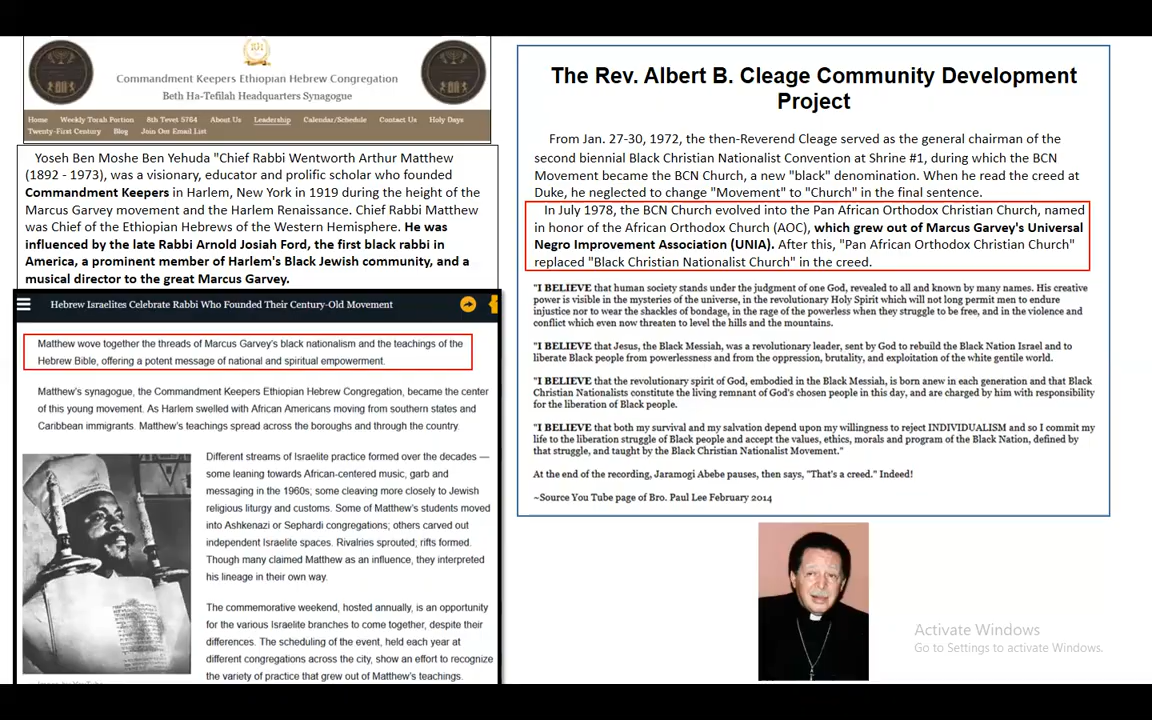 Commandment Keepers Ethiopian Hebrew Congregation
Beth Ha-Tefilah Headquarters Synagogue
Home Weekly Torah Portion 8th Tevet 5764 About Us Leadership Calendar/Schedule Contact Us Holy Days
Twenty-First Century Blog Join Our Email List
Yoseh Ben Moshe Ben Yehuda "Chief Rabbi Wentworth Arthur Matthew
(1892 - 1973), was a visionary, educator and prolific scholar who founded
Commandment Keepers in Harlem, New York in 1919 during the height of the
Marcus Garvey movement and the Harlem Renaissance. Chief Rabbi Matthew
was Chief of the Ethiopian Hebrews of the Western Hemisphere. He was
influenced by the late Rabbi Arnold Josiah Ford, the first black rabbi in
America, a prominent member of Harlem's Black Jewish community, and a
musical director to the great Marcus Garvey.
Hebrew Israelites Celebrate Rabbi Who Founded Their Century-Old Movement
Matthew wove together the threads of Marcus Garvey's black nationalism and the teachings of the
Hebrew Bible, offering a potent message of national and spiritual empowerment.
Matthew's synagogue, the Commandment Keepers Ethiopian Hebrew Congregation, became the center
of this young movement. As Harlem swelled with African Americans moving from southern states and
Caribbean immigrants. Matthew's teachings spread across the boroughs and through the country.
Different streams of Israelite practice formed over the decades —
some leaning towards African-centered music, garb and
messaging in the 1960s; some cleaving more closely to Jewish
religious liturgy and customs. Some of Matthew's students moved
into Ashkenazi or Sephardi congregations; others carved out
independent Israelite spaces. Rivalries sprouted; rifts formed.
Though many claimed Matthew as an influence, they interpreted
his lineage in their own way.
The commemorative weekend, hosted annually, is an opportunity
for the various Israelite branches to come together, despite their
differences. The scheduling of the event, held each year at
different congregations across the city, show an effort to recognize
the variety of practice that grew out of Matthew's teachings.
The Rev. Albert B. Cleage Community Development
Project
From Jan. 27-30, 1972, the then-Reverend Cleage served as the general chairman of the
second biennial Black Christian Nationalist Convention at Shrine #1, during which the BCN
Movement became the BCN Church, a new "black" denomination. When he read the creed at
Duke, he neglected to change "Movement" to "Church" in the final sentence.
In July 1978, the BCN Church evolved into the Pan African Orthodox Christian Church, named
in honor of the African Orthodox Church (AOC), which grew out of Marcus Garvey's Universal
Negro Improvement Association (UNIA). After this, "Pan African Orthodox Christian Church"
replaced "Black Christian Nationalist Church" in the creed.
"I BELIEVE that human society stands under the judgment of one God, revealed to all and known by many names. His creative
power is visible in the mysteries of the universe, in the revolutionary Holy Spirit which will not long permit men to endure
injustice nor to wear the shackles of bondage, in the rage of the powerless when they struggle to be free, and in the violence and
conflict which even now threaten to level the hills and the mountains.
"I BELIEVE that Jesus, the Black Messiah, was a revolutionary leader, sent by God to rebuild the Black Nation Israel and to
liberate Black people from powerlessness and from the oppression, brutality, and exploitation of the white gentile world.
"I BELIEVE that the revolutionary spirit of God, embodied in the Black Messiah, is born anew in each generation and that Black
Christian Nationalists constitute the living remnant of God's chosen people in this day, and are charged by him with responsibility
for the liberation of Black people.
"I BELIEVE that both my survival and my salvation depend upon my willingness to reject INDIVIDUALISM and so I commit my
life to the liberation struggle of Black people and accept the values, ethics, morals and program of the Black Nation, defined by
that struggle, and taught by the Black Christian Nationalist Movement."
At the end of the recording, Jaramogi Abebe pauses, then says, "That's a creed." Indeed!
~Source You Tube page of Bro. Paul Lee February 2014
Activate Windows
Go to Settings to activate Windows.